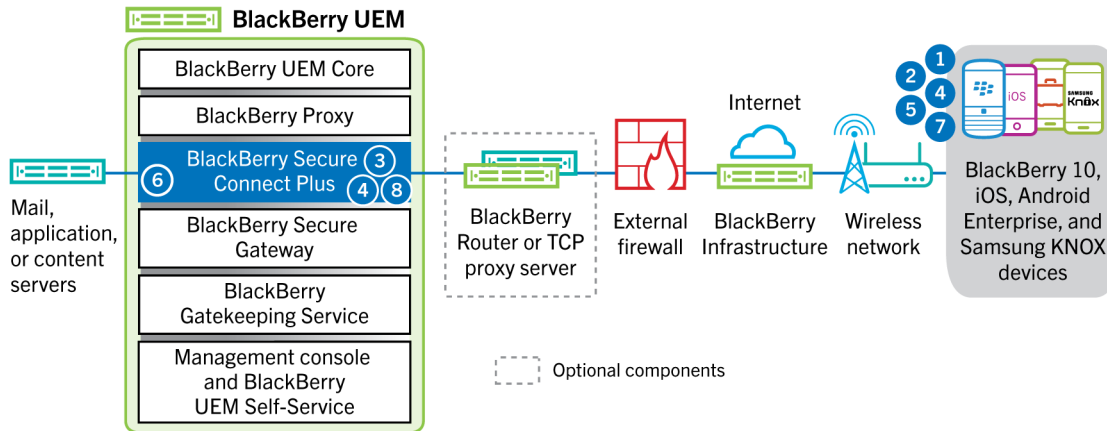 BlackBerry UEM
BlackBerry UEM Core
BlackBerry Proxy
BlackBerry Secure
Connect Plus
3
6
4
8
BlackBerry Secure
Gateway
BlackBerry
Gatekeeping Service
Management console
and BlackBerry
UEM Self-Service
Mail,
application,
or content
servers
BlackBerry
Router or TCP
proxy server
Optional components
External
firewall
Internet
BlackBerry
Infrastructure
Wireless
network
1
2
4
5
7
iOS
SAMSUNG
Knox
BlackBerry 10,
iOS, Android
Enterprise, and
Samsung KNOX
devices